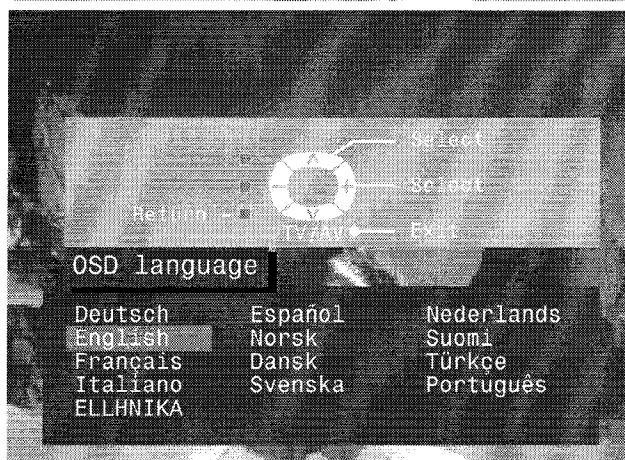 Select
Select
Return
TV/AV Exit
OSD language
Deutsch Español Nederlands
English Norsk Suomi
Français Dansk Türkçe
Italiano Svenska Português
ELLHNIKA